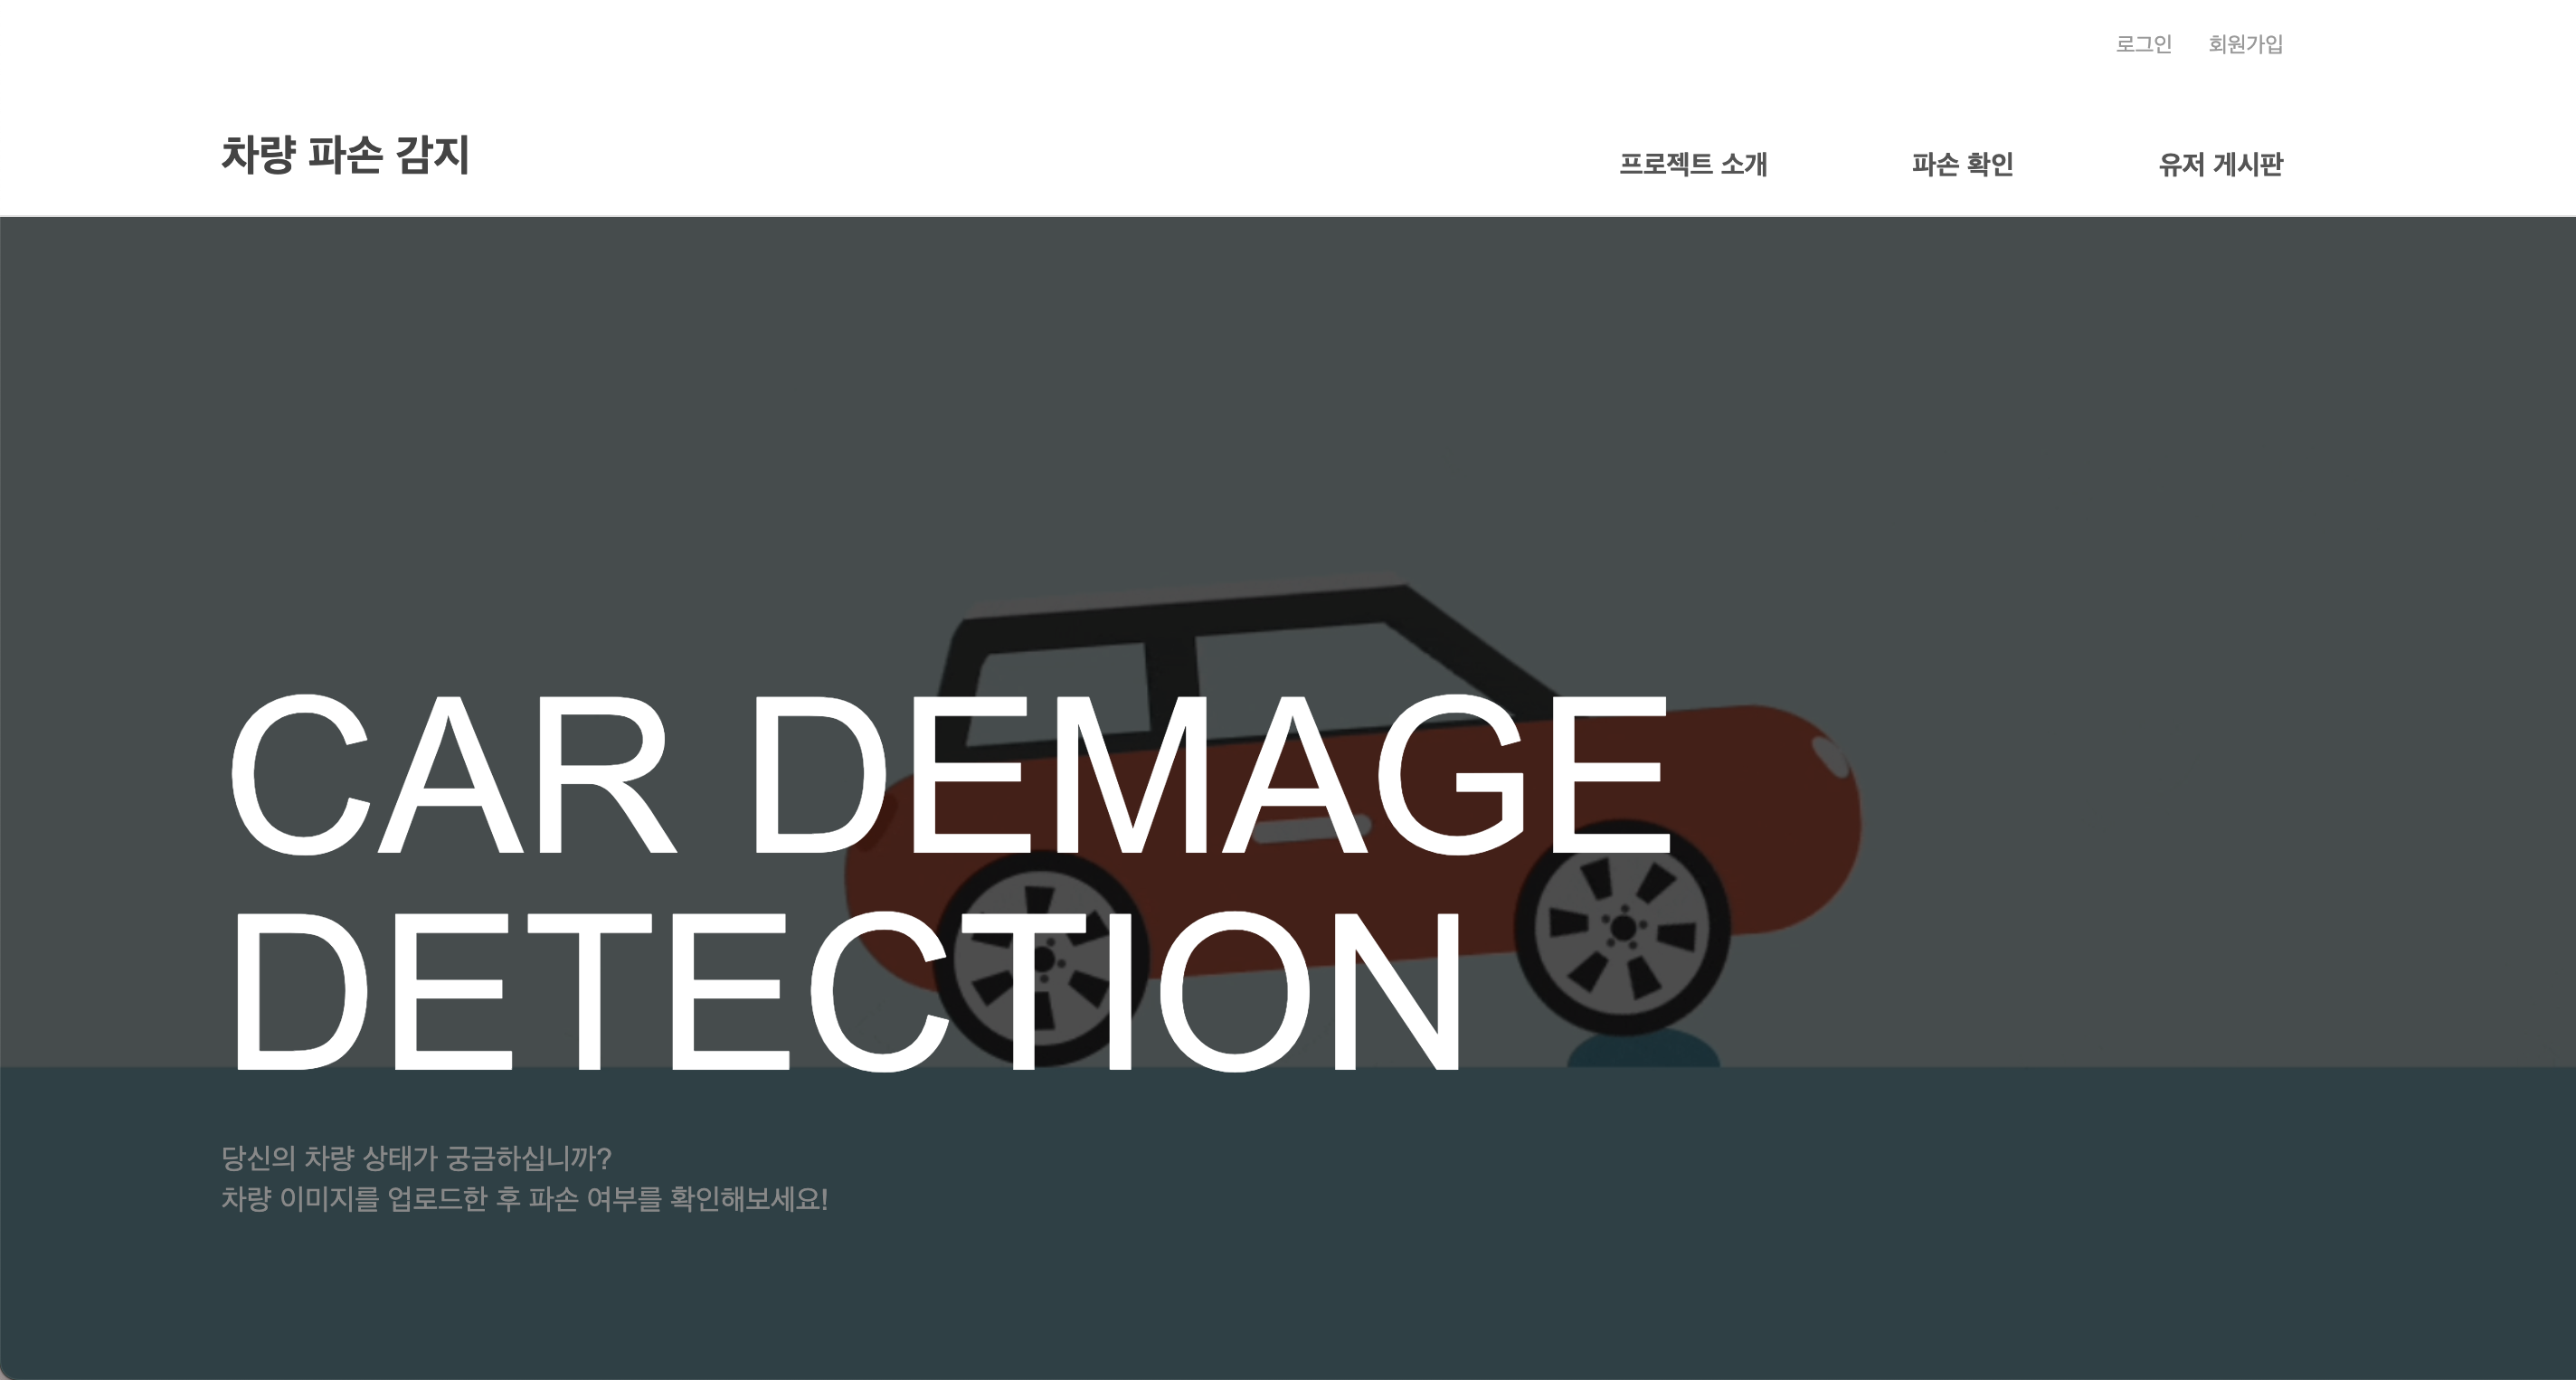 로그인 회원가입
차량 파손 감지 프로젝트 소개 파손 확인 유저 게시판
CAR DEMAGE
DETECTION
당신의 차량 상태가 궁금하십니까?
차량 이미지를 업로드한 후 파손 여부를 확인해보세요!